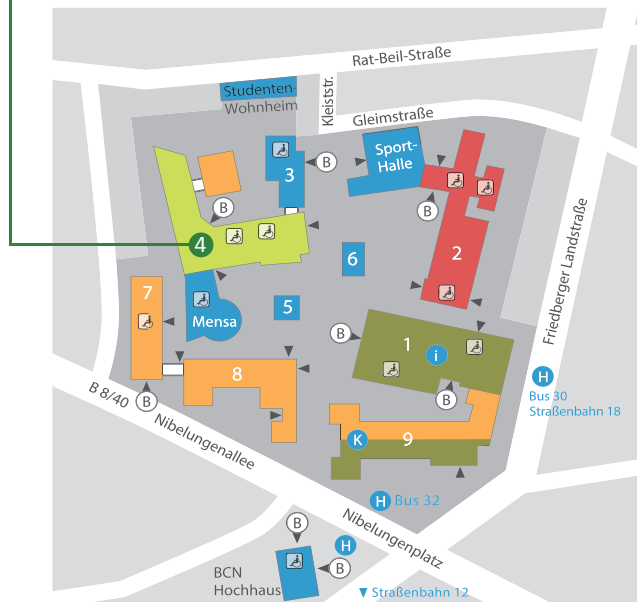 Rat-Beil-Straße
Studenten-
Wohnheim
Kleiststr.
Gleimstraße
Sport-
Halle
B
3
B
B
4
2
6
7
Mensa
5
Friedberger Landstraße
B
1
i
8
B 8/40
B
B
H
Bus 30
Straßenbahn 18
Nibelungenallee
K
9
H Bus 32
Nibelungenplatz
B
H
B
BCN
Hochhaus
Straßenbahn 12